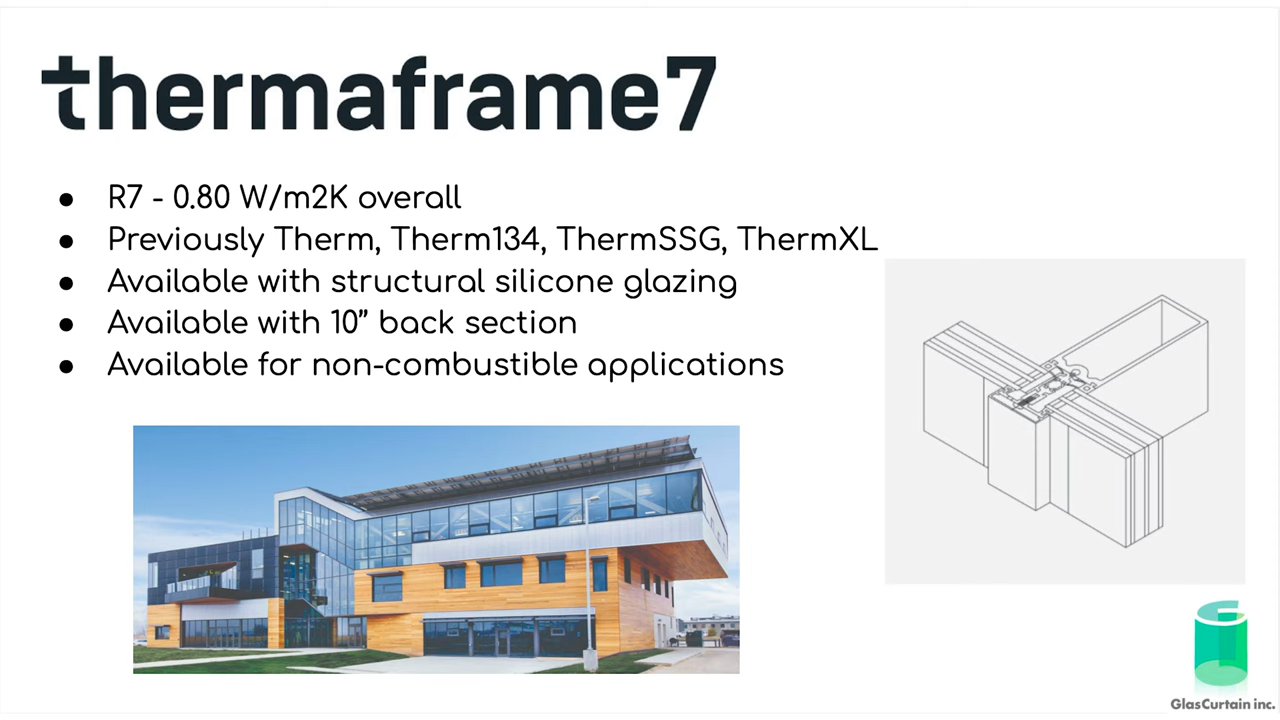 thermaframe7
● R7 - 0.80 W/m2K overall
● Previously Therm, Therm134, ThermSSG, ThermXL
● Available with structural silicone glazing
● Available with 10” back section
● Available for non-combustible applications
GlasCurtain inc.